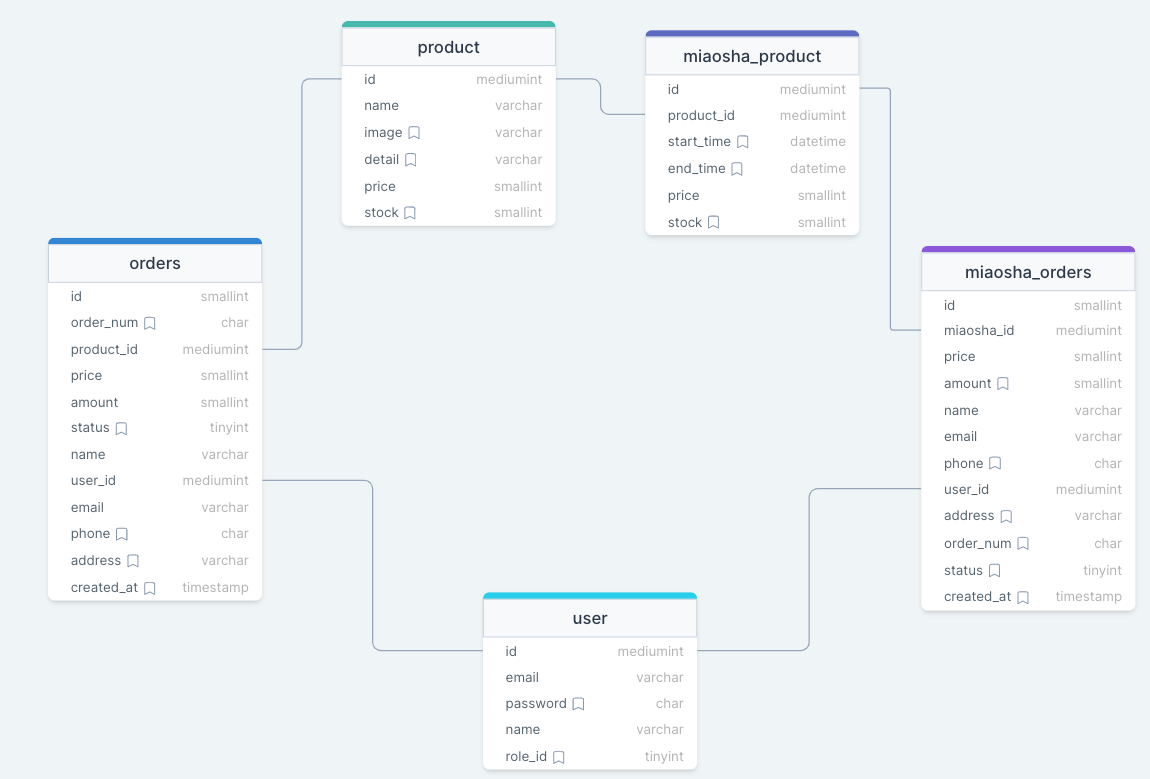 product
id mediumint
name varchar
image varchar
detail varchar
price smallint
stock smallint
miaosha_product
id mediumint
product_id mediumint
start_time datetime
end_time datetime
price smallint
stock smallint
orders
id smallint
order_num char
product_id mediumint
price smallint
amount smallint
status tinyint
name varchar
user_id mediumint
email varchar
phone char
address varchar
created_at timestamp
miaosha_orders
id smallint
miaosha_id mediumint
price smallint
amount smallint
name varchar
email varchar
phone char
user_id mediumint
address varchar
order_num char
status tinyint
created_at timestamp
user
id mediumint
email varchar
password char
name varchar
role_id tinyint